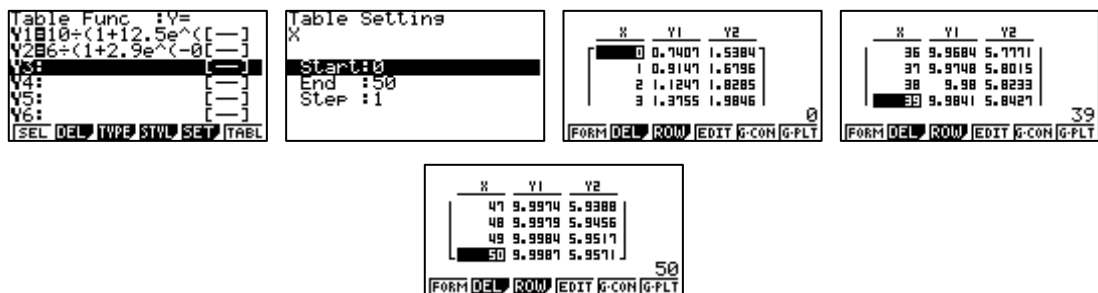 Table Func :Y=
Y1=10÷(1+12.5e^([—]
Y2=6÷(1+2.9e^(-0[—]
Y3: [—]
Y4: [—]
Y5: [—]
Y6: [—]
SEL DEL TYPE STYL SET TABL
Table Setting
X
Start:0
End :50
Step :1
X Y1 Y2
0 0.7407 1.5384
1 0.9147 1.6796
2 1.1247 1.8285
3 1.3755 1.9846
0
FORM DEL ROW EDIT G·CON G·PLT
X Y1 Y2
36 9.9684 5.7771
37 9.9748 5.8015
38 9.98 5.8233
39 9.9841 5.8427
39
FORM DEL ROW EDIT G·CON G·PLT
X Y1 Y2
47 9.9974 5.9388
48 9.9979 5.9456
49 9.9984 5.9517
50 9.9987 5.9571
50
FORM DEL ROW EDIT G·CON G·PLT